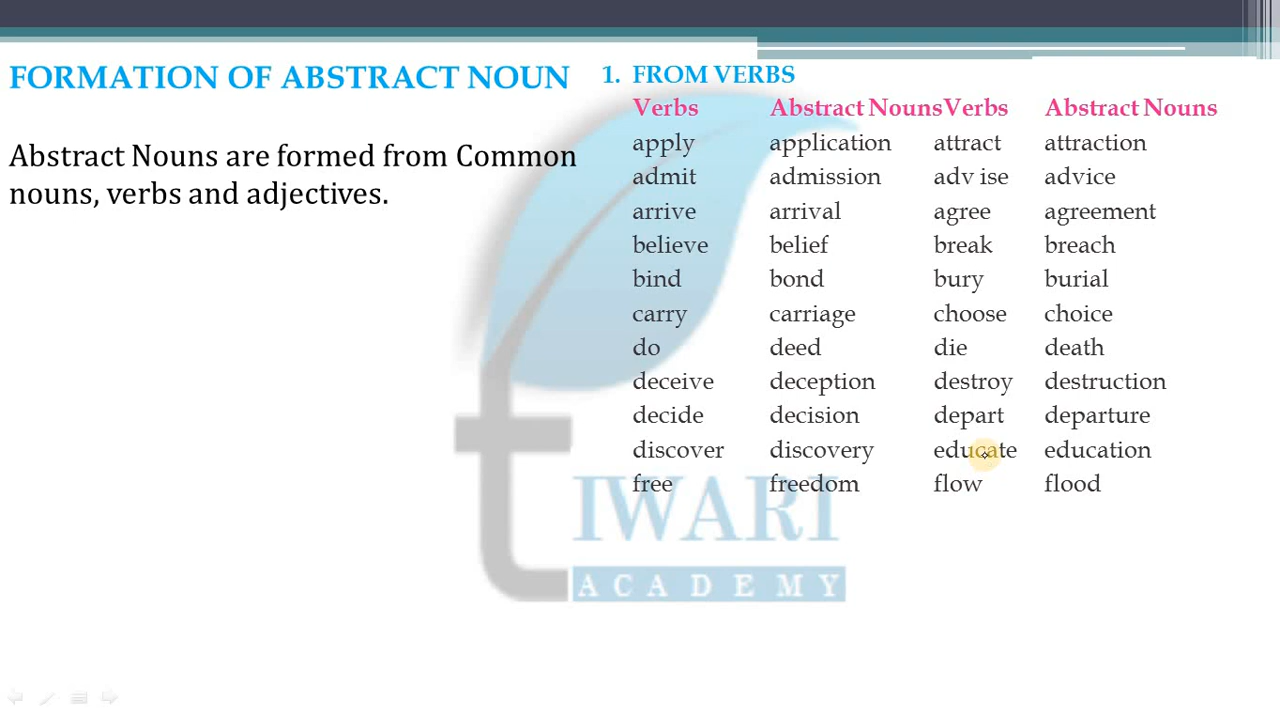 FORMATION OF ABSTRACT NOUN
Abstract Nouns are formed from Common
nouns, verbs and adjectives.
1. FROM VERBS
Verbs Abstract Nouns Verbs Abstract Nouns
apply application attract attraction
admit admission adv ise advice
arrive arrival agree agreement
believe belief break breach
bind bond bury burial
carry carriage choose choice
do deed die death
deceive deception destroy destruction
decide decision depart departure
discover discovery educate education
free freedom flow flood
tIWARI
ACADEMY